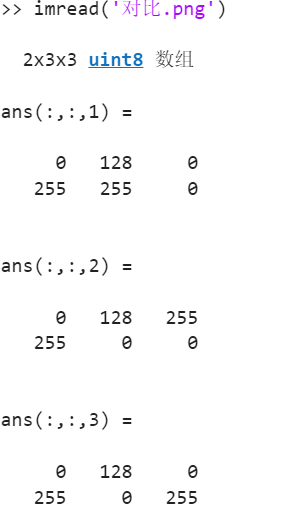 >> imread('对比.png')
2x3x3 uint8 数组
ans(:,:,1) =
0 128 0
255 255 0
ans(:,:,2) =
0 128 255
255 0 0
ans(:,:,3) =
0 128 0
255 0 255